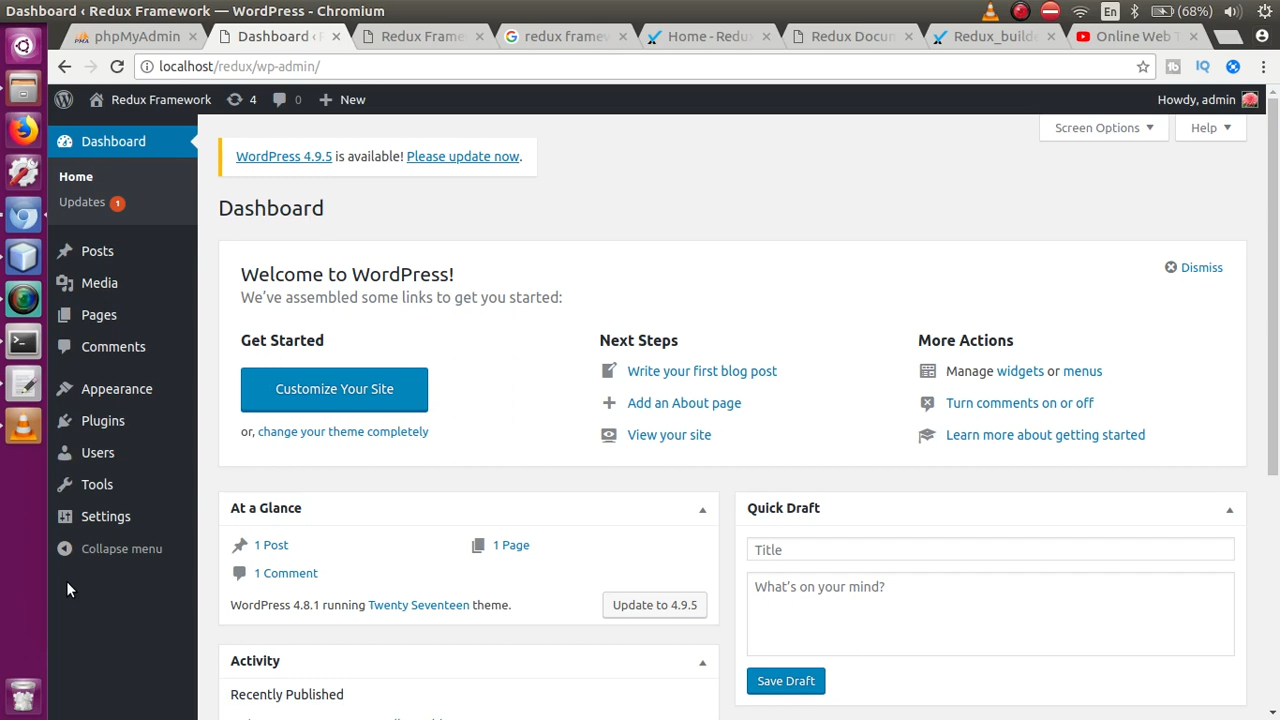 Dashboard ‹ Redux Framework — WordPress - Chromium
En
(68%)
phpMyAdmin
Dashboard ‹
Redux Frame
redux frame
Home - Redu
Redux Docum
Redux_builde
Online Web T
localhost/redux/wp-admin/
IQ
Redux Framework
4
0
New
Howdy, admin
Dashboard
Home
Updates 1
Posts
Media
Pages
Comments
Appearance
Plugins
Users
Tools
Settings
Collapse menu
Screen Options
Help
WordPress 4.9.5 is available! Please update now.
Dashboard
Welcome to WordPress!
We’ve assembled some links to get you started:
Dismiss
Get Started
Customize Your Site
or, change your theme completely
Next Steps
Write your first blog post
Add an About page
View your site
More Actions
Manage widgets or menus
Turn comments on or off
Learn more about getting started
At a Glance
1 Post
1 Page
1 Comment
WordPress 4.8.1 running Twenty Seventeen theme.
Update to 4.9.5
Activity
Recently Published
Quick Draft
Title
What’s on your mind?
Save Draft